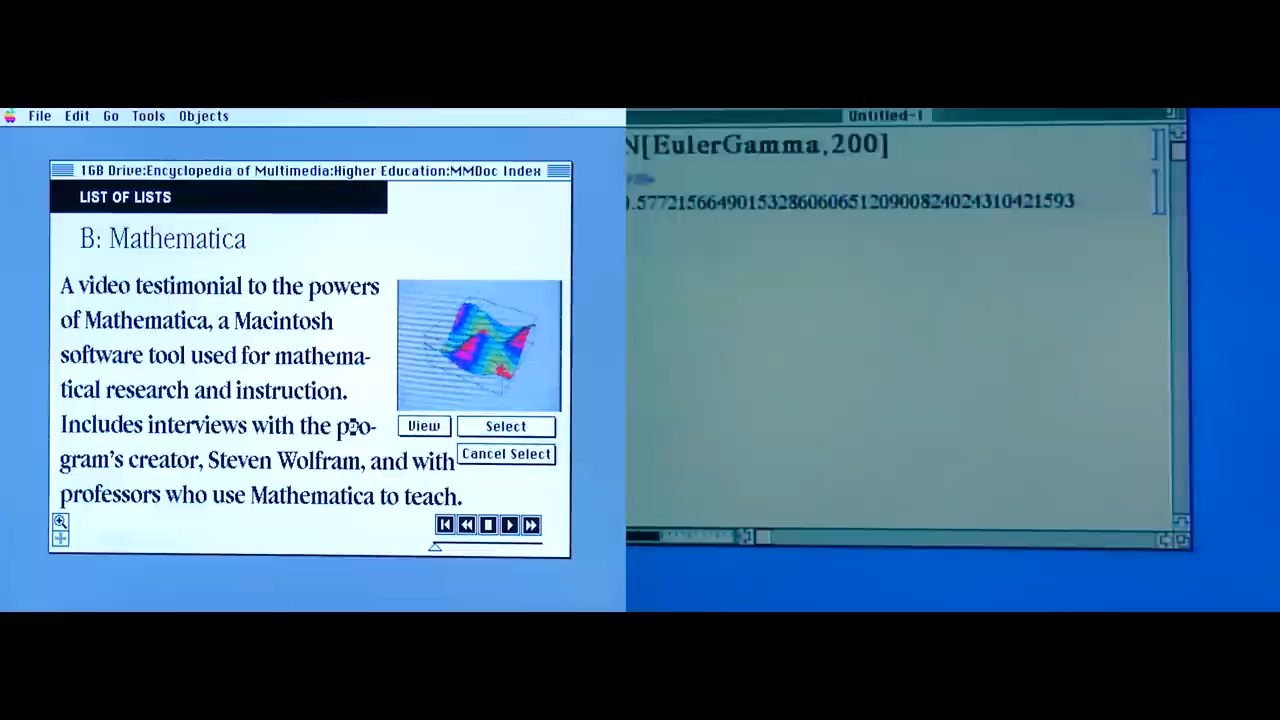 File Edit Go Tools Objects
1GB Drive:Encyclopedia of Multimedia:Higher Education:MMDoc Index
LIST OF LISTS
B: Mathematica
A video testimonial to the powers
of Mathematica, a Macintosh
software tool used for mathema-
tical research and instruction.
Includes interviews with the pro-
gram's creator, Steven Wolfram, and with
professors who use Mathematica to teach.
View
Select
Cancel Select
Untitled-1
N[EulerGamma,200]
.57721566490153286060651209008240243104215​93